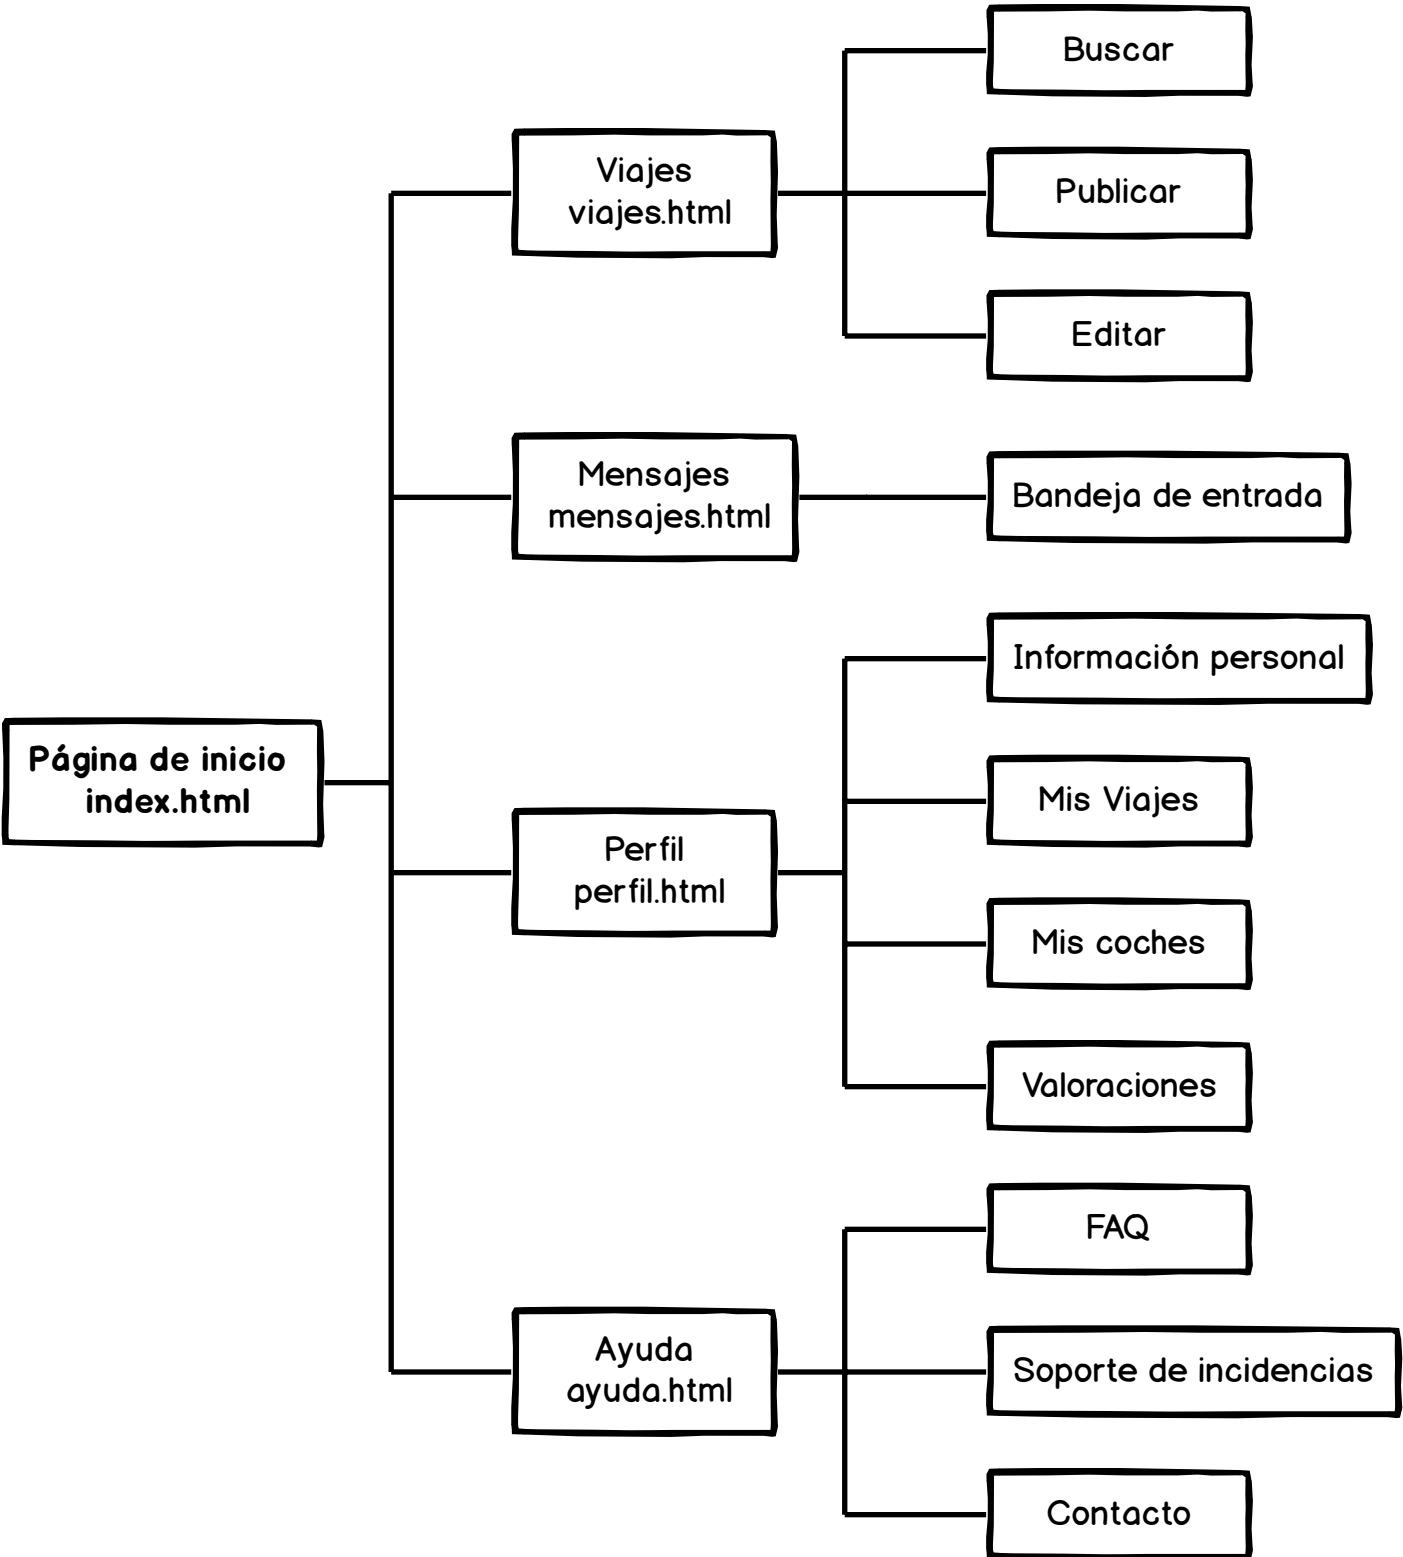 Buscar
Viajes
viajes.html
Publicar
Editar
Mensajes
mensajes.html
Bandeja de entrada
Información personal
Página de inicio
index.html
Mis Viajes
Perfil
perfil.html
Mis coches
Valoraciones
FAQ
Ayuda
ayuda.html
Soporte de incidencias
Contacto